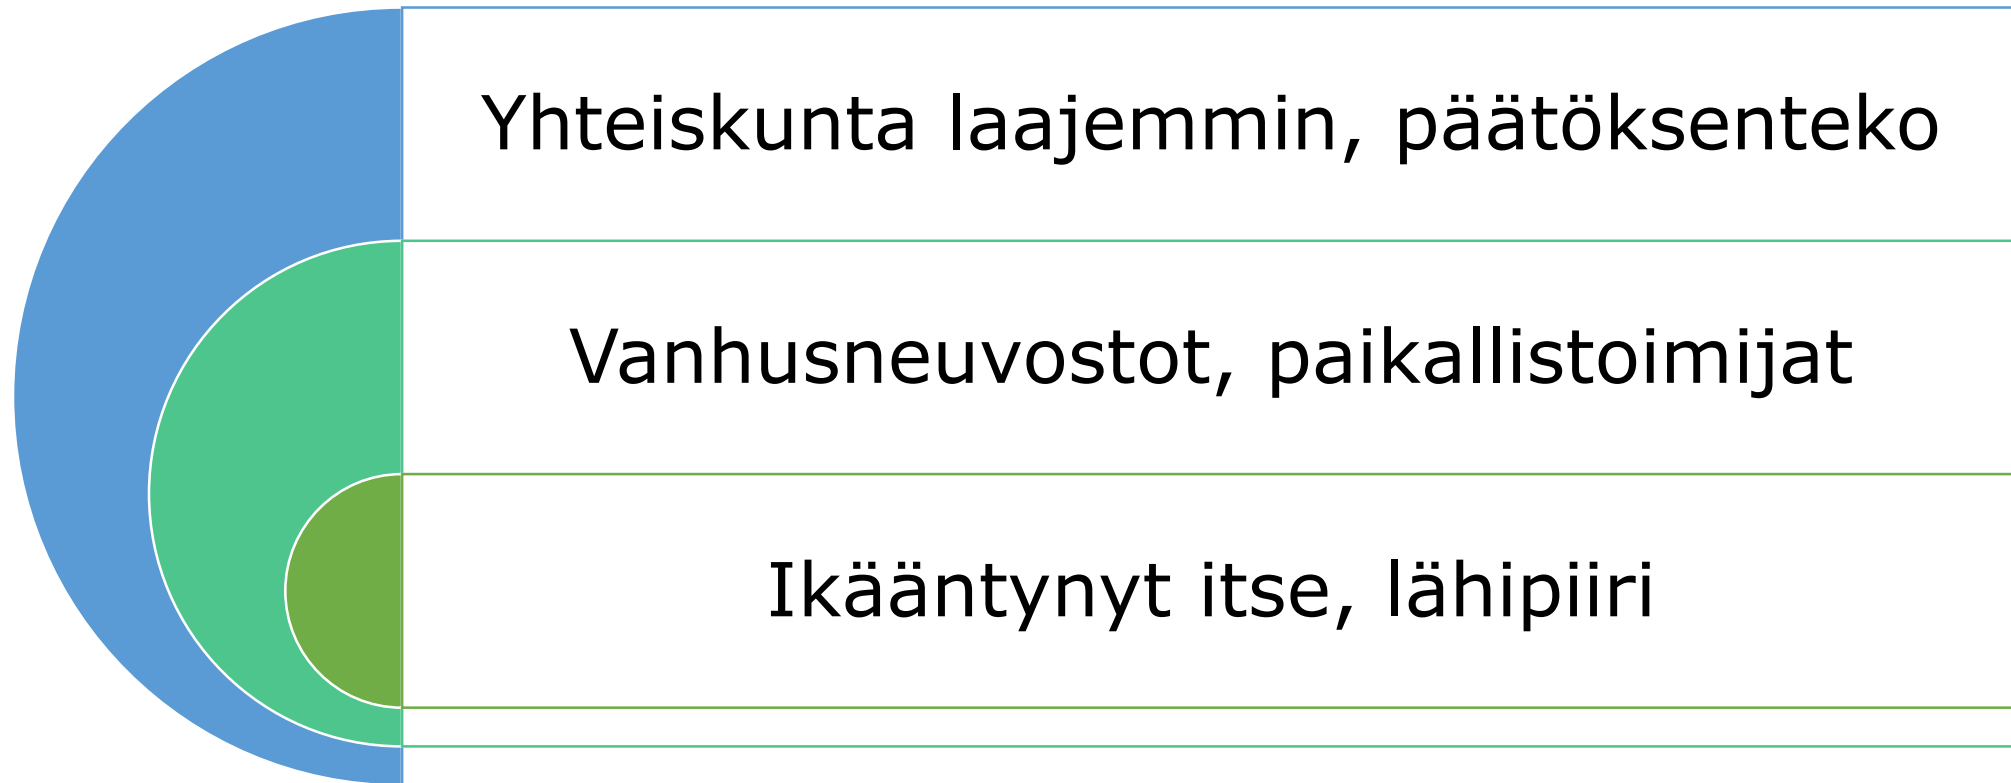 Yhteiskunta laajemmin, päätöksenteko
Vanhusneuvostot, paikallistoimijat
Ikääntynyt itse, lähipiiri